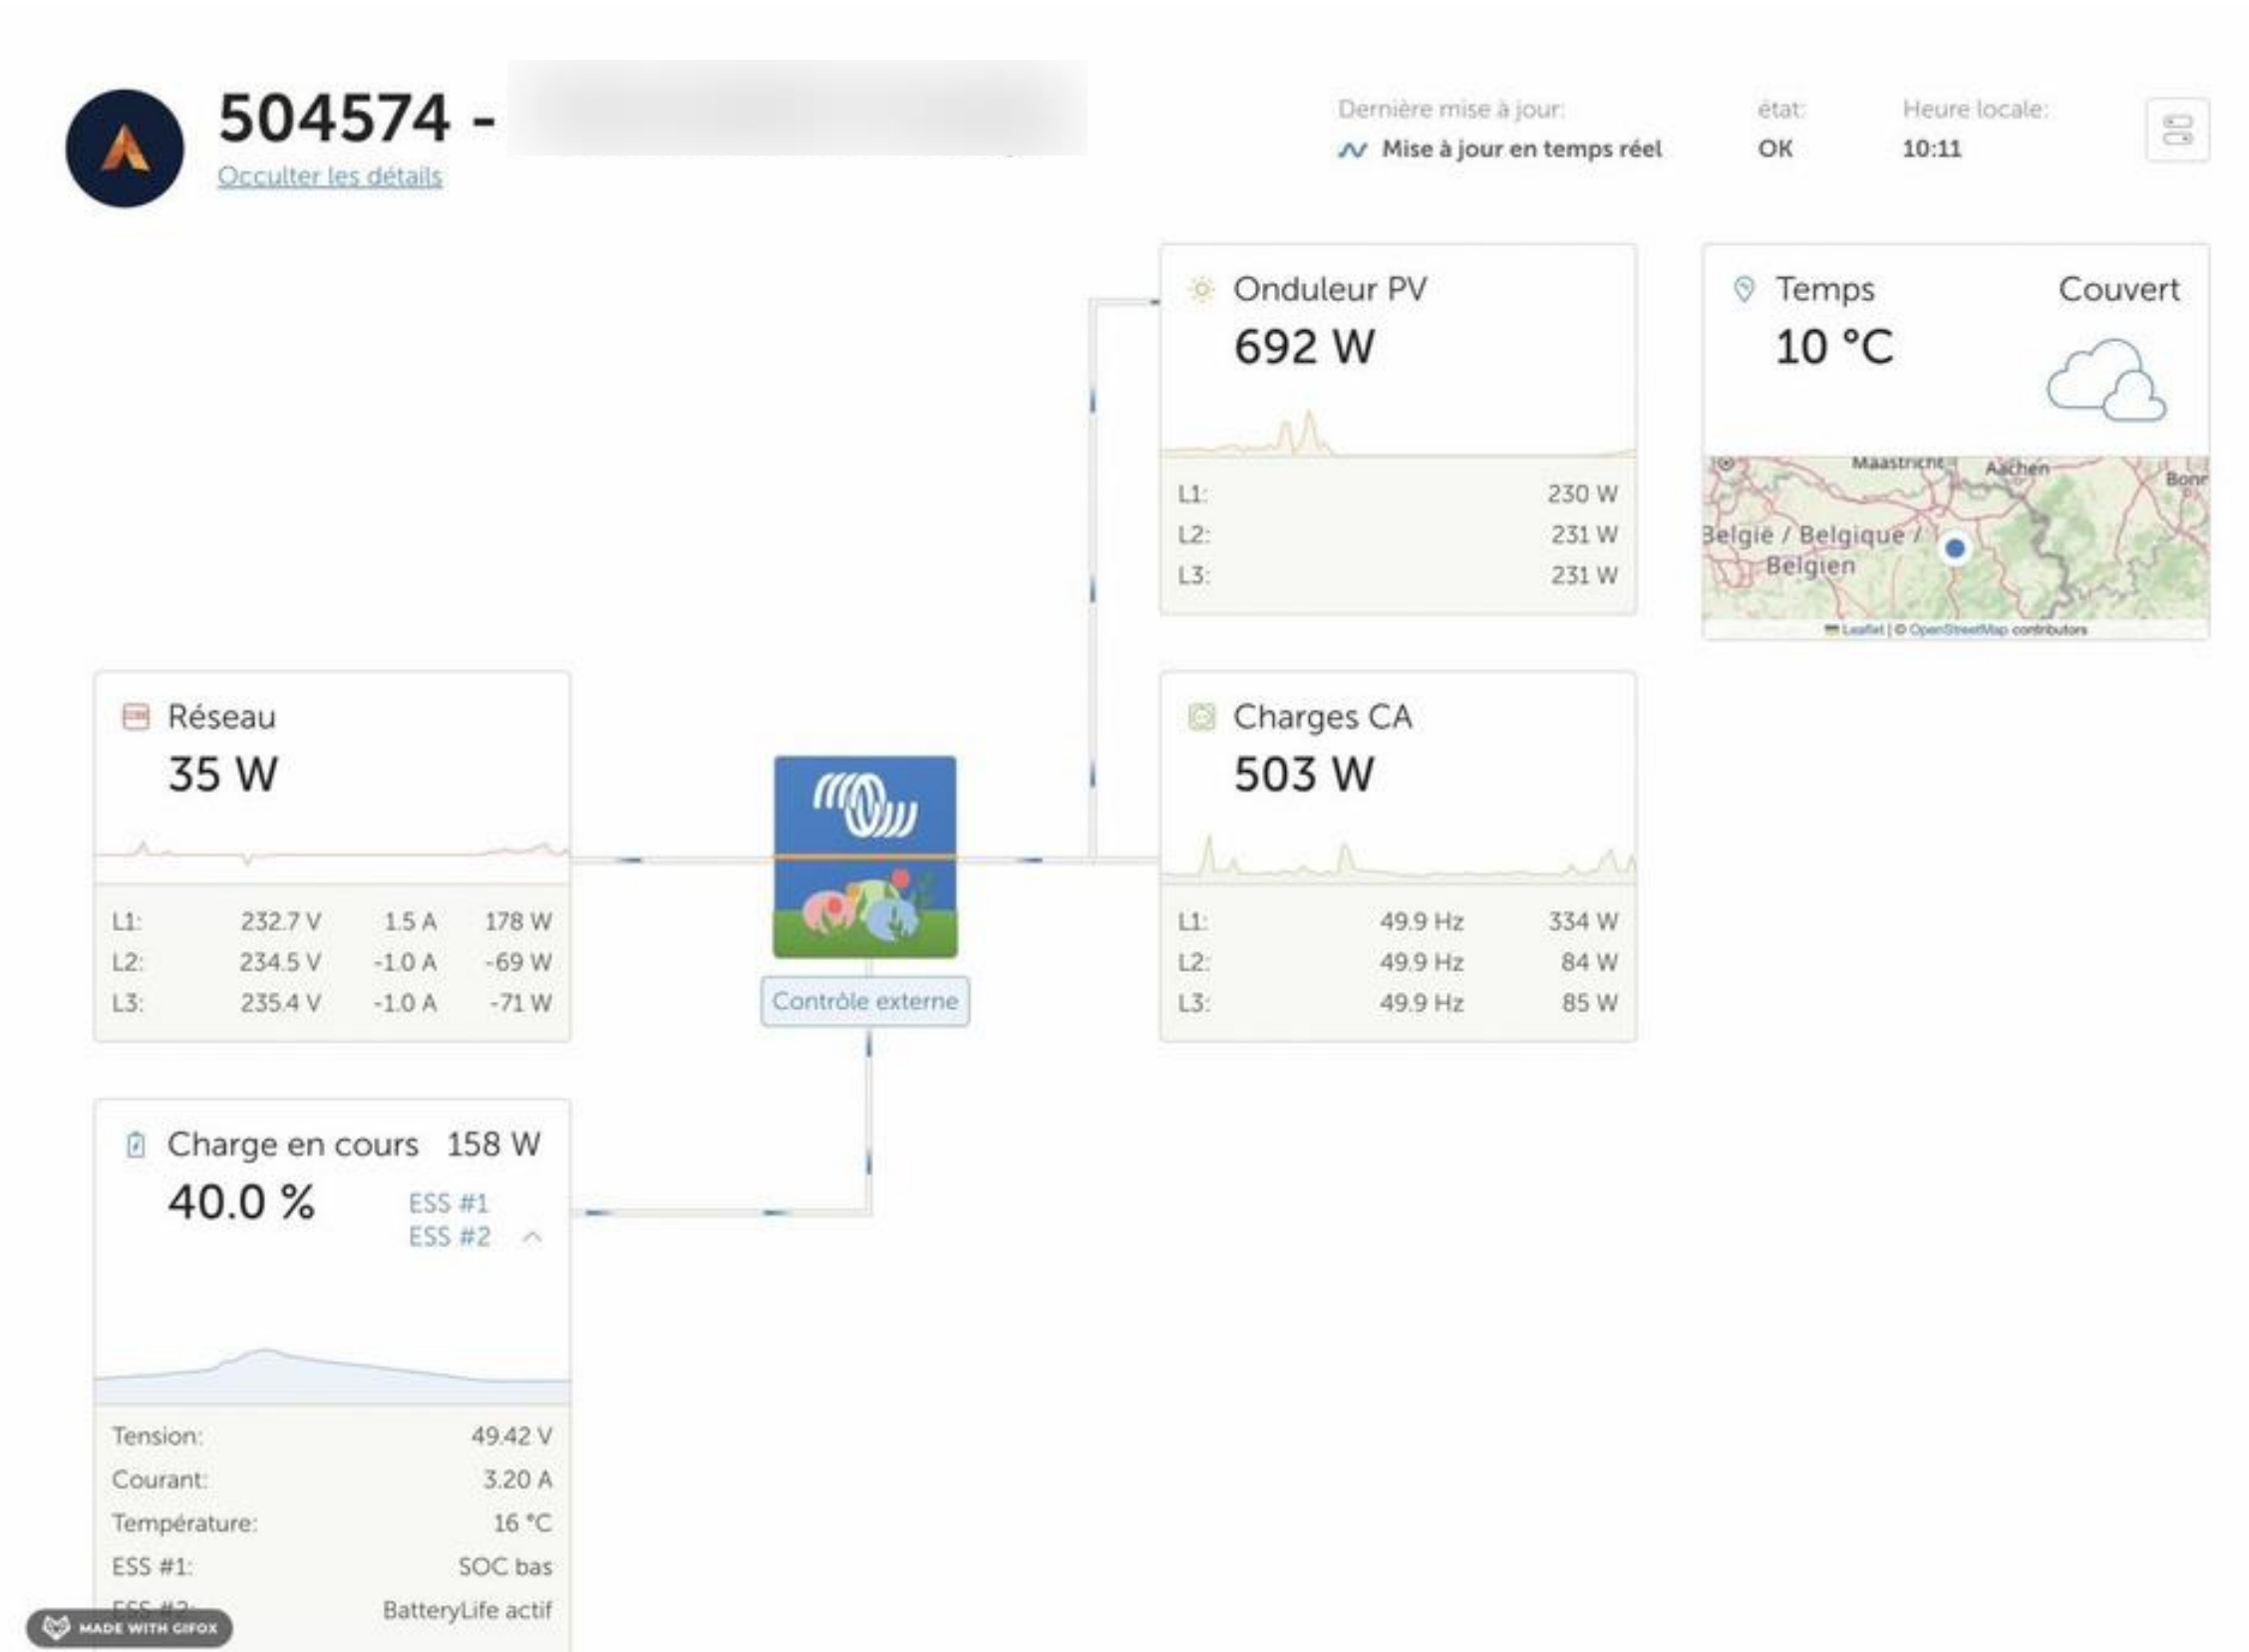 504574 -
Occulter les détails
Dernière mise à jour:
Mise à jour en temps réel
état:
OK
Heure locale:
10:11
Onduleur PV
692 W
L1: 230 W
L2: 231 W
L3: 231 W
Temps Couvert
10 °C
Maastricht
Aachen
Bonn
België / Belgique /
Belgien
Leaflet | © OpenStreetMap contributors
Réseau
35 W
L1: 232.7 V 1.5 A 178 W
L2: 234.5 V -1.0 A -69 W
L3: 235.4 V -1.0 A -71 W
Contrôle externe
Charges CA
503 W
L1: 49.9 Hz 334 W
L2: 49.9 Hz 84 W
L3: 49.9 Hz 85 W
Charge en cours 158 W
40.0 %
ESS #1
ESS #2
Tension: 49.42 V
Courant: 3.20 A
Température: 16 °C
ESS #1: SOC bas
ESS #2: BatteryLife actif
MADE WITH GIFOX